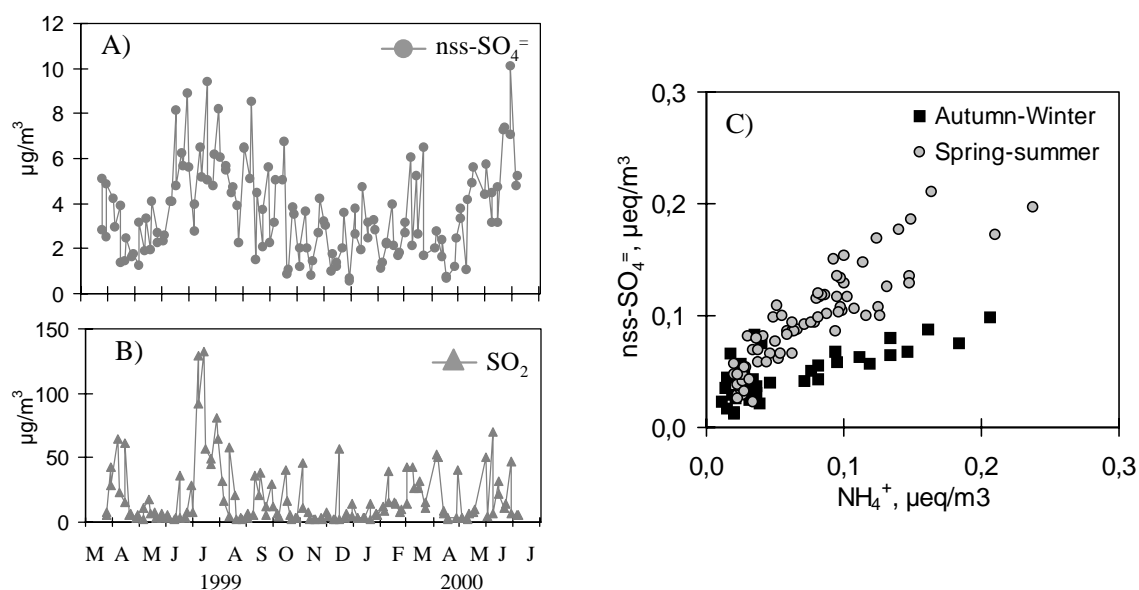 A)
nss-SO₄⁼
12
10
8
6
4
2
0
µg/m³
B)
SO₂
150
100
50
0
µg/m³
M A M J J A S O N D J F M A M J J
1999 2000
C)
Autumn-Winter
Spring-summer
0,3
0,2
0,1
0,0
nss-SO₄⁼, µeq/m³
0,0 0,1 0,2 0,3
NH₄⁺, µeq/m3